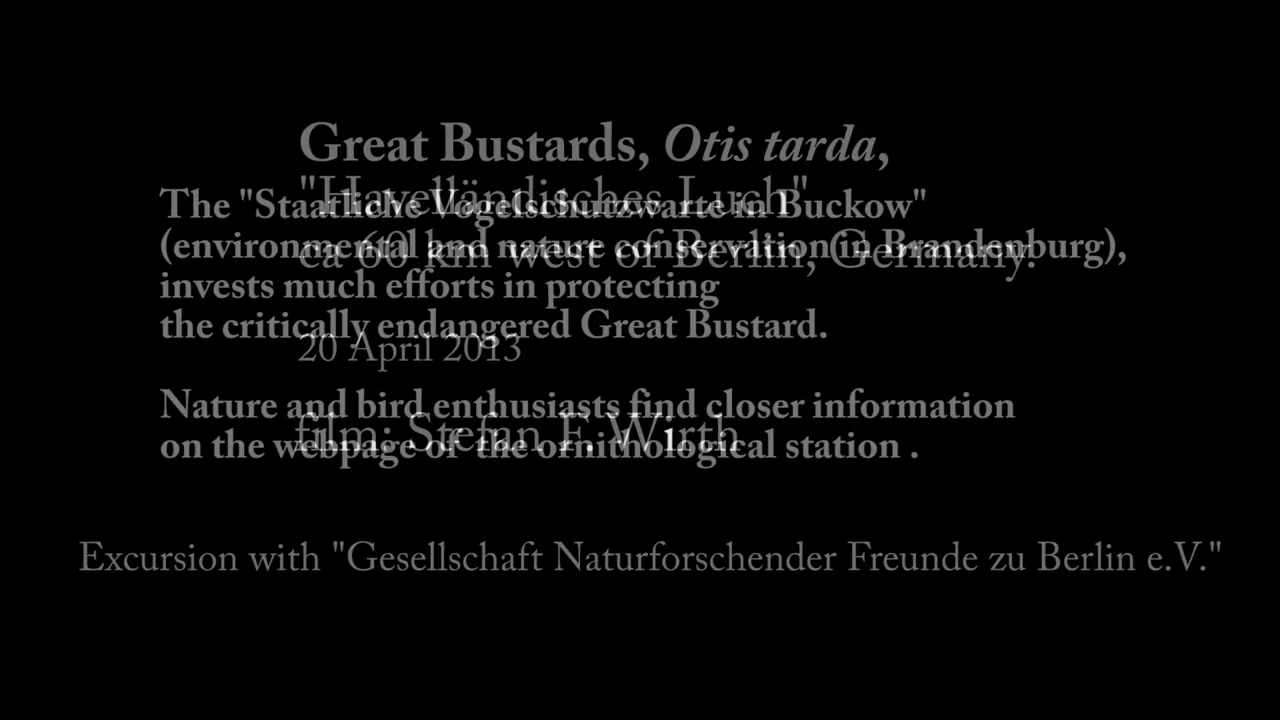 Great Bustards, Otis tarda,
"Havelländisches Luch"
ca 60 km west of Berlin, Germany.
20 April 2013
film: Stefan F. Wirth
Excursion with "Gesellschaft Naturforschender Freunde zu Berlin e.V."
The "Staatliche Vogelschutzwarte in Buckow"
(environmental and nature conservation in Brandenburg),
invests much efforts in protecting
the critically endangered Great Bustard.
Nature and bird enthusiasts find closer information
on the webpage of the ornithological station .